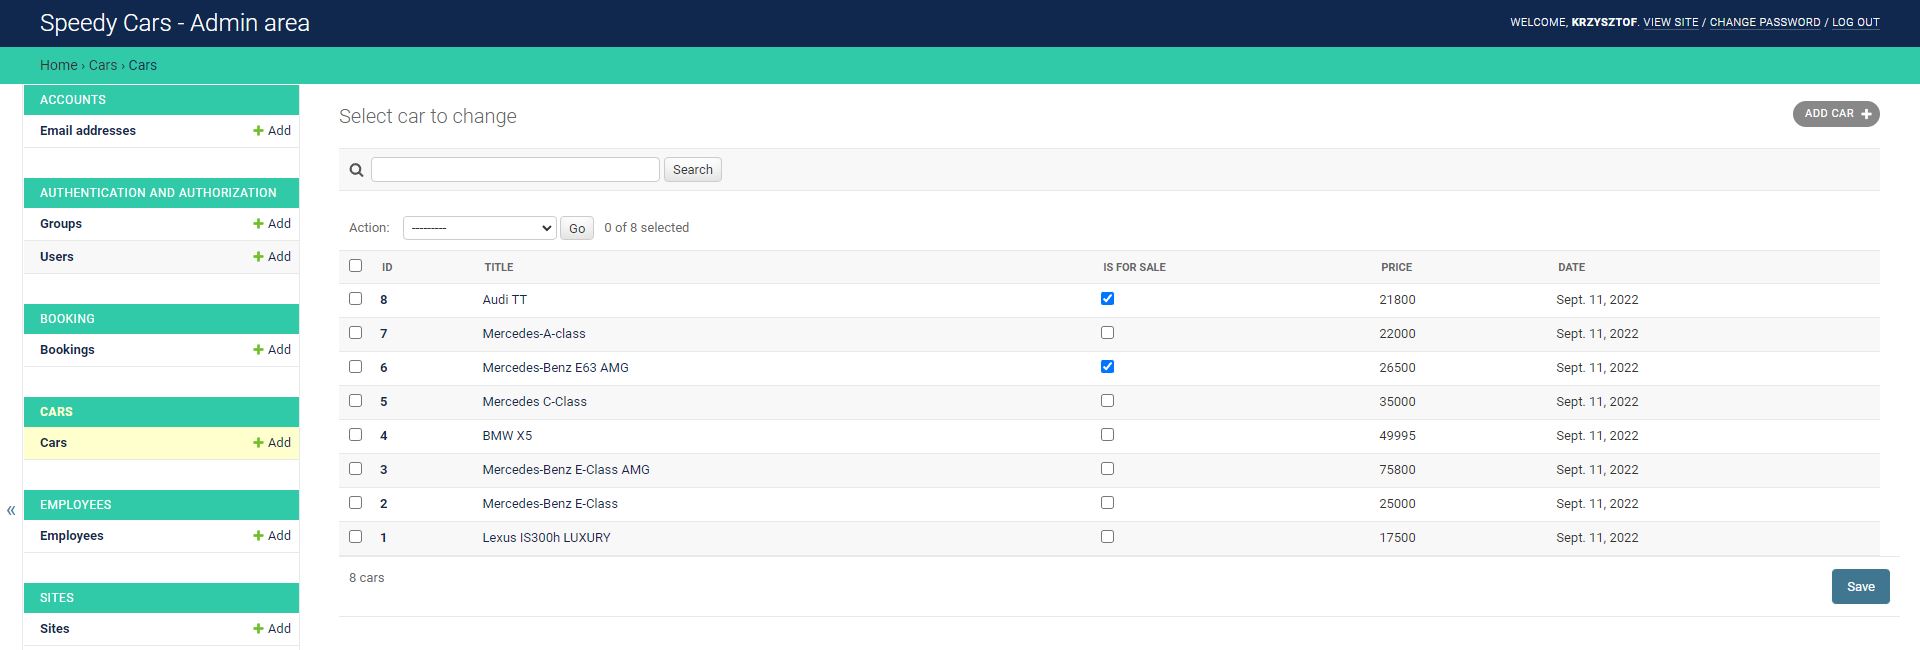 Speedy Cars - Admin area
WELCOME, KRZYSZTOF. VIEW SITE / CHANGE PASSWORD / LOG OUT
Home › Cars › Cars
ACCOUNTS
Email addresses + Add
AUTHENTICATION AND AUTHORIZATION
Groups + Add
Users + Add
BOOKING
Bookings + Add
CARS
Cars + Add
EMPLOYEES
Employees + Add
SITES
Sites + Add
«
Select car to change
ADD CAR +
Search
Action: --------- Go 0 of 8 selected
ID TITLE IS FOR SALE PRICE DATE
8 Audi TT 21800 Sept. 11, 2022
7 Mercedes-A-class 22000 Sept. 11, 2022
6 Mercedes-Benz E63 AMG 26500 Sept. 11, 2022
5 Mercedes C-Class 35000 Sept. 11, 2022
4 BMW X5 49995 Sept. 11, 2022
3 Mercedes-Benz E-Class AMG 75800 Sept. 11, 2022
2 Mercedes-Benz E-Class 25000 Sept. 11, 2022
1 Lexus IS300h LUXURY 17500 Sept. 11, 2022
8 cars
Save